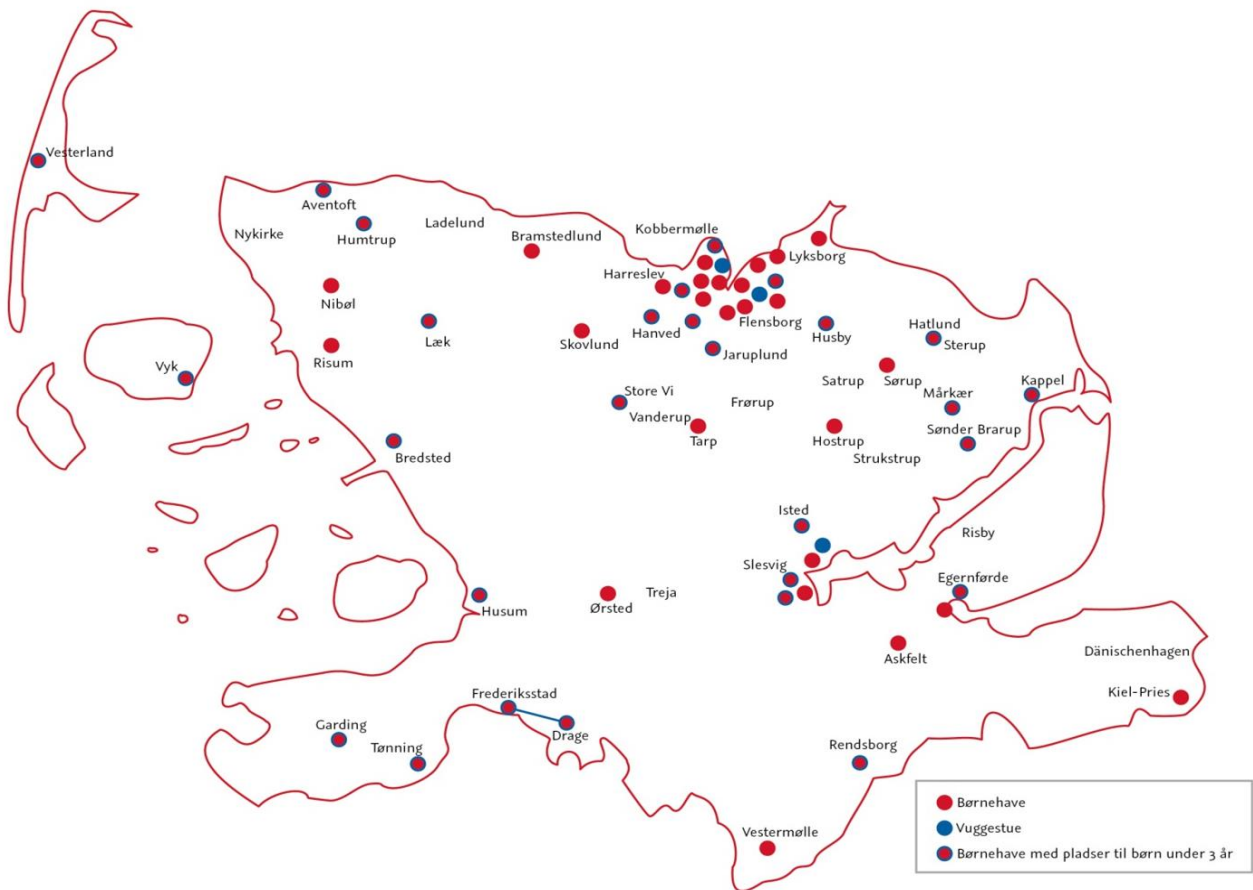 Vesterland
Aventoft
Nykirke
Humtrup
Ladelund
Bramstedlund
Kobbermølle
Lyksborg
Harreslev
Nibøl
Læk
Skovlund
Hanved
Flensborg
Husby
Hatlund
Sterup
Risum
Jaruplund
Vyk
Satrup
Sørup
Mårkær
Kappel
Store Vi
Frørup
Vanderup
Tarp
Hostrup
Sønder Brarup
Bredsted
Strukstrup
Isted
Risby
Slesvig
Egernførde
Husum
Ørsted
Treja
Askfelt
Dänischenhagen
Kiel-Pries
Frederiksstad
Garding
Drage
Tønning
Rendsborg
Vestermølle
Børnehave
Vuggestue
Børnehave med pladser til børn under 3 år